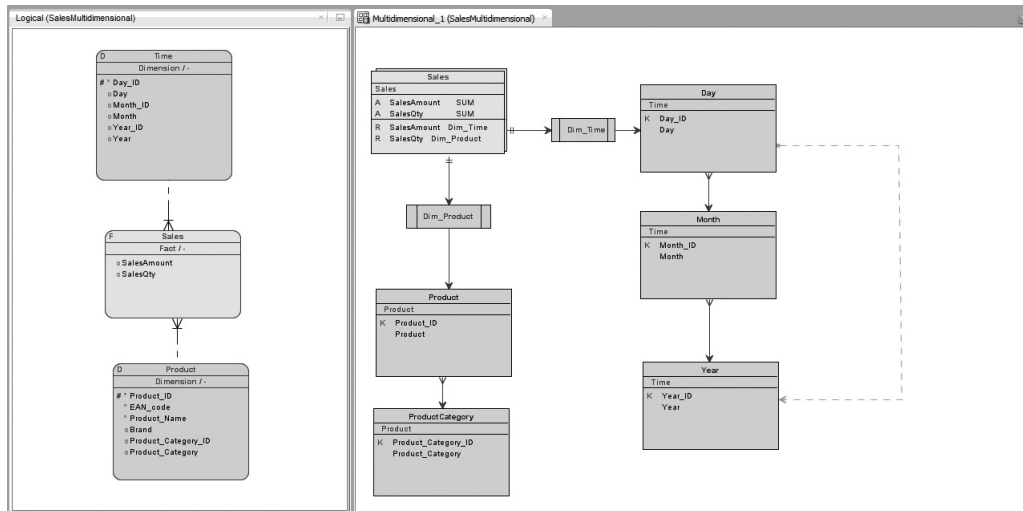 Logical (SalesMultidimensional)
D Time
Dimension / -
# * Day_ID
o Day
o Month_ID
o Month
o Year_ID
o Year
F Sales
Fact / -
o SalesAmount
o SalesQty
D Product
Dimension / -
# * Product_ID
* EAN_code
* Product_Name
o Brand
o Product_Category_ID
o Product_Category
Multidimensional_1 (SalesMultidimensional)
Sales
Sales
A SalesAmount SUM
A SalesQty SUM
R SalesAmount Dim_Time
R SalesQty Dim_Product
Dim_Time
Day
Time
K Day_ID
Day
Dim_Product
Month
Time
K Month_ID
Month
Product
Product
K Product_ID
Product
Year
Time
K Year_ID
Year
ProductCategory
Product
K Product_Category_ID
Product_Category